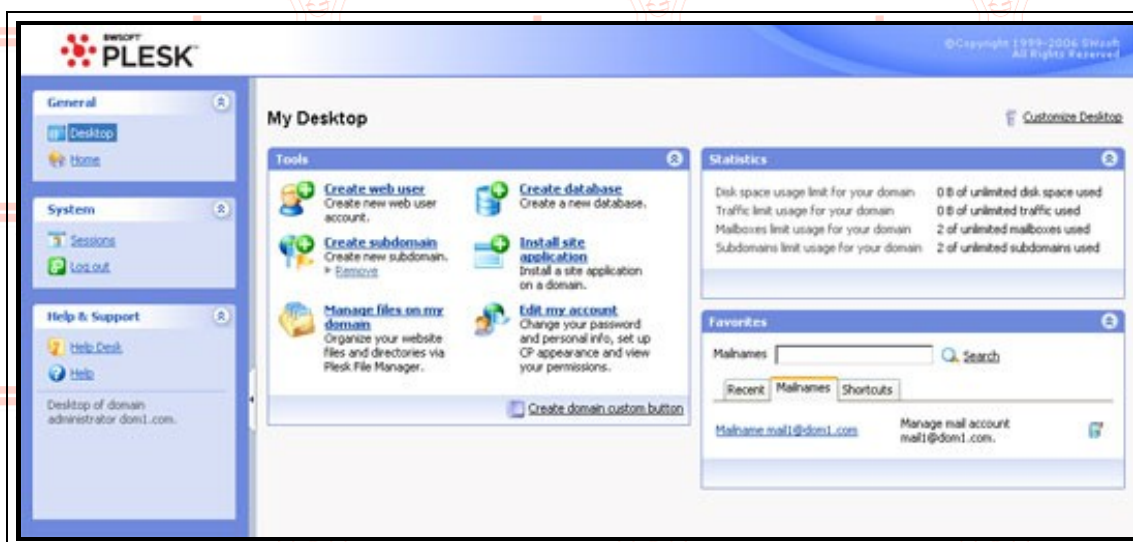 SWSOFT
PLESK™
©Copyright 1999-2006 SWsoft
All Rights Reserved
General
Desktop
Home
System
Sessions
Log out
Help & Support
Help Desk
Help
Desktop of domain
administrator dom1.com.
My Desktop
Customize Desktop
Tools
Create web user
Create new web user
account.
Create database
Create a new database.
Create subdomain
Create new subdomain.
Remove
Install site
application
Install a site application
on a domain.
Manage files on my
domain
Organize your website
files and directories via
Plesk File Manager.
Edit my account
Change your password
and personal info, set up
CP appearance and view
your permissions.
Create domain custom button
Statistics
Disk space usage limit for your domain 0 B of unlimited disk space used
Traffic limit usage for your domain 0 B of unlimited traffic used
Mailboxes limit usage for your domain 2 of unlimited mailboxes used
Subdomains limit usage for your domain 2 of unlimited subdomains used
Favorites
Mailnames Search
Recent Mailnames Shortcuts
Mailname mail1@dom1.com
Manage mail account
mail1@dom1.com.